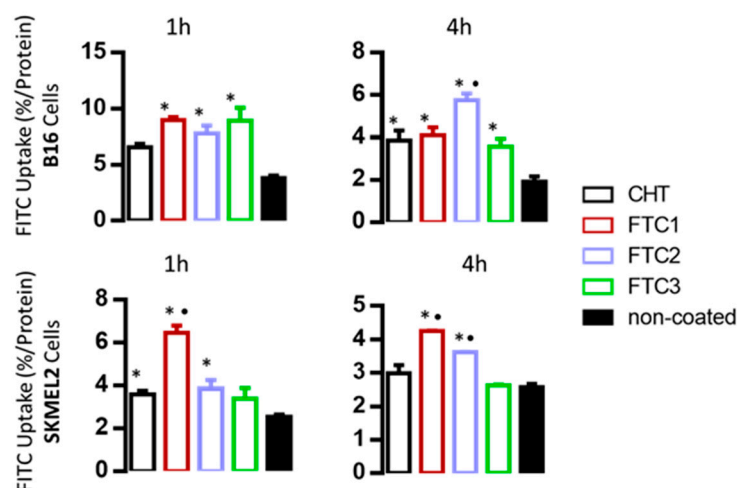 1h
4h
FITC Uptake (%/Protein)
B16 Cells
15
10
5
0
* * *
8
6
4
2
0
* * * • *
CHT
FTC1
FTC2
FTC3
non-coated
1h
4h
FITC Uptake (%/Protein)
SKMEL2 Cells
8
6
4
2
0
* * • *
5
4
3
2
1
0
* • * •